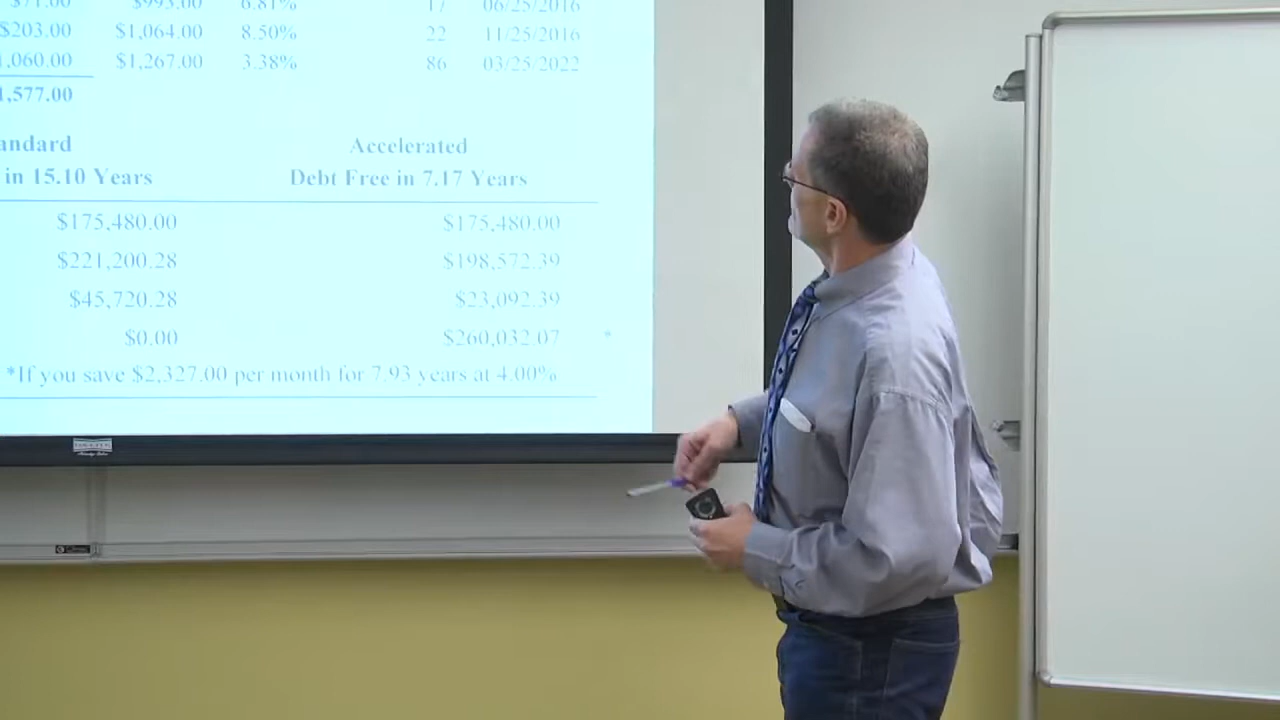 $71.00 $993.00 6.81% 17 06/25/2016
$203.00 $1,064.00 8.50% 22 11/25/2016
1,060.00 $1,267.00 3.38% 86 03/25/2022
1,577.00
andard Accelerated
in 15.10 Years Debt Free in 7.17 Years
$175,480.00 $175,480.00
$221,200.28 $198,572.39
$45,720.28 $23,092.39
$0.00 $260,032.07 *
*If you save $2,327.00 per month for 7.93 years at 4.00%